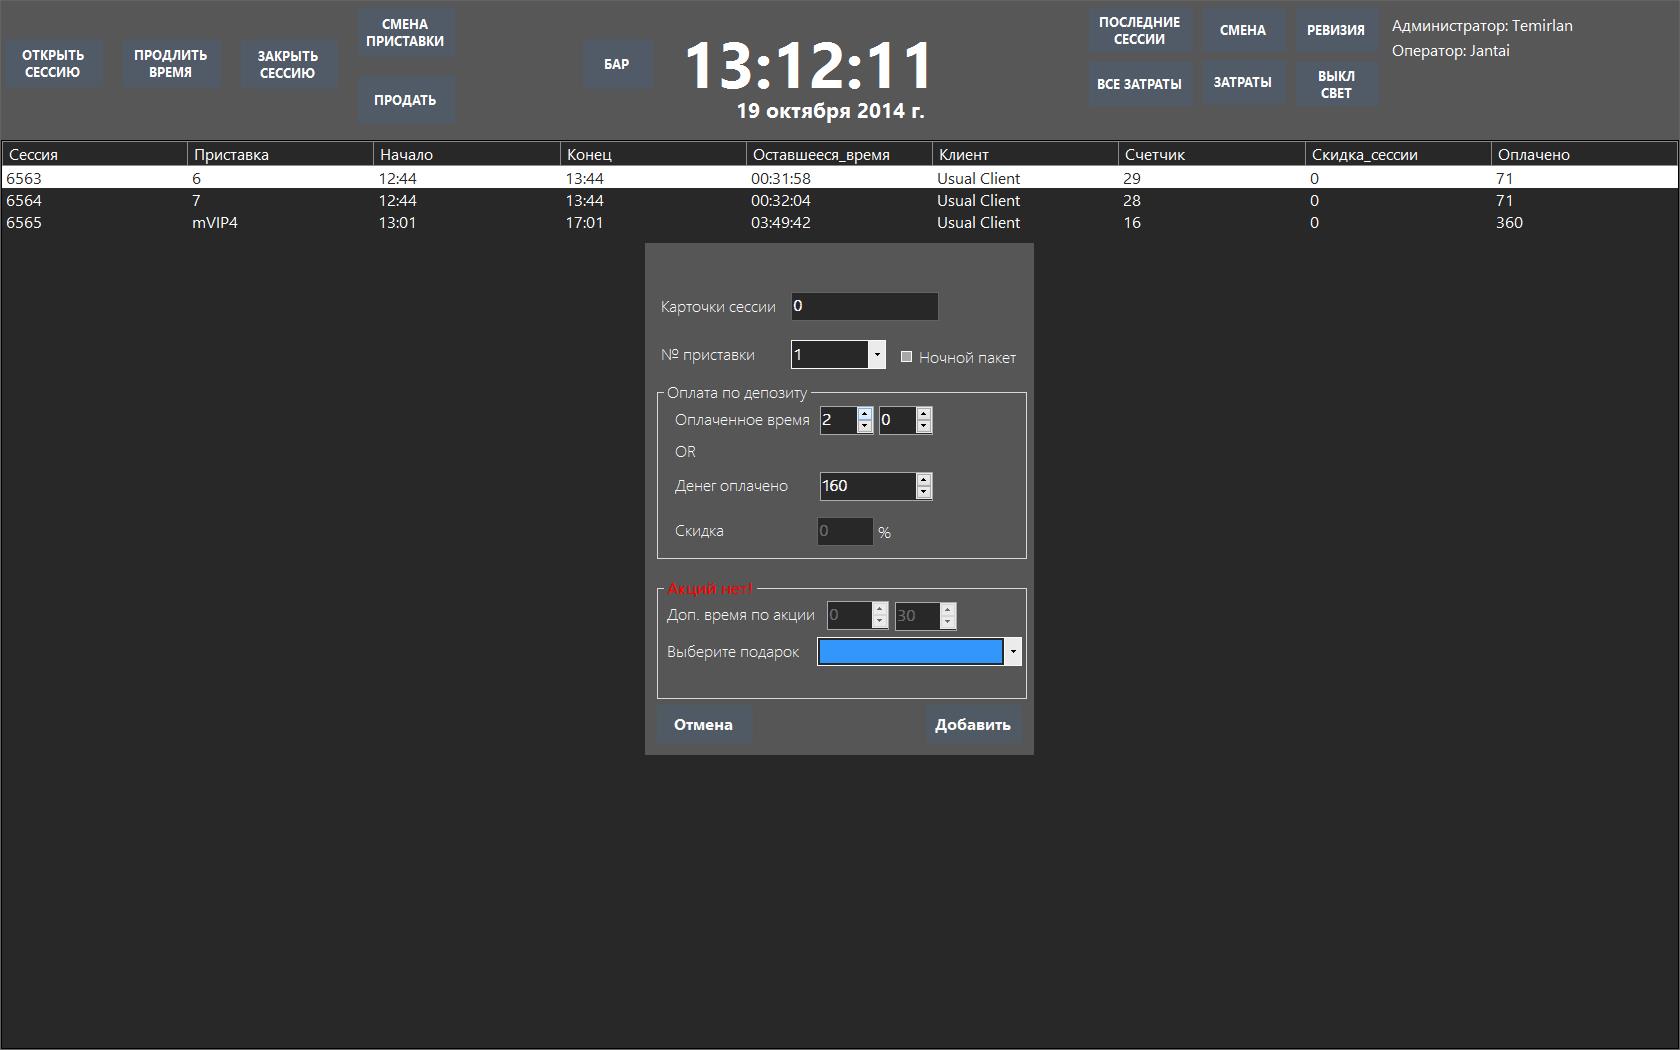 ОТКРЫТЬ
СЕССИЮ
ПРОДЛИТЬ
ВРЕМЯ
ЗАКРЫТЬ
СЕССИЮ
СМЕНА
ПРИСТАВКИ
ПРОДАТЬ
БАР
13:12:11
19 октября 2014 г.
ПОСЛЕДНИЕ
СЕССИИ
СМЕНА
РЕВИЗИЯ
ВСЕ ЗАТРАТЫ
ЗАТРАТЫ
ВЫКЛ
СВЕТ
Администратор: Temirlan
Оператор: Jantai
Сессия Приставка Начало Конец Оставшееся_время Клиент Счетчик Скидка_сессии Оплачено
6563 6 12:44 13:44 00:31:58 Usual Client 29 0 71
6564 7 12:44 13:44 00:32:04 Usual Client 28 0 71
6565 mVIP4 13:01 17:01 03:49:42 Usual Client 16 0 360
Карточки сессии 0
№ приставки 1 Ночной пакет
Оплата по депозиту
Оплаченное время 2 0
OR
Денег оплачено 160
Скидка 0 %
Акций нет!
Доп. время по акции 0 30
Выберите подарок
Отмена Добавить